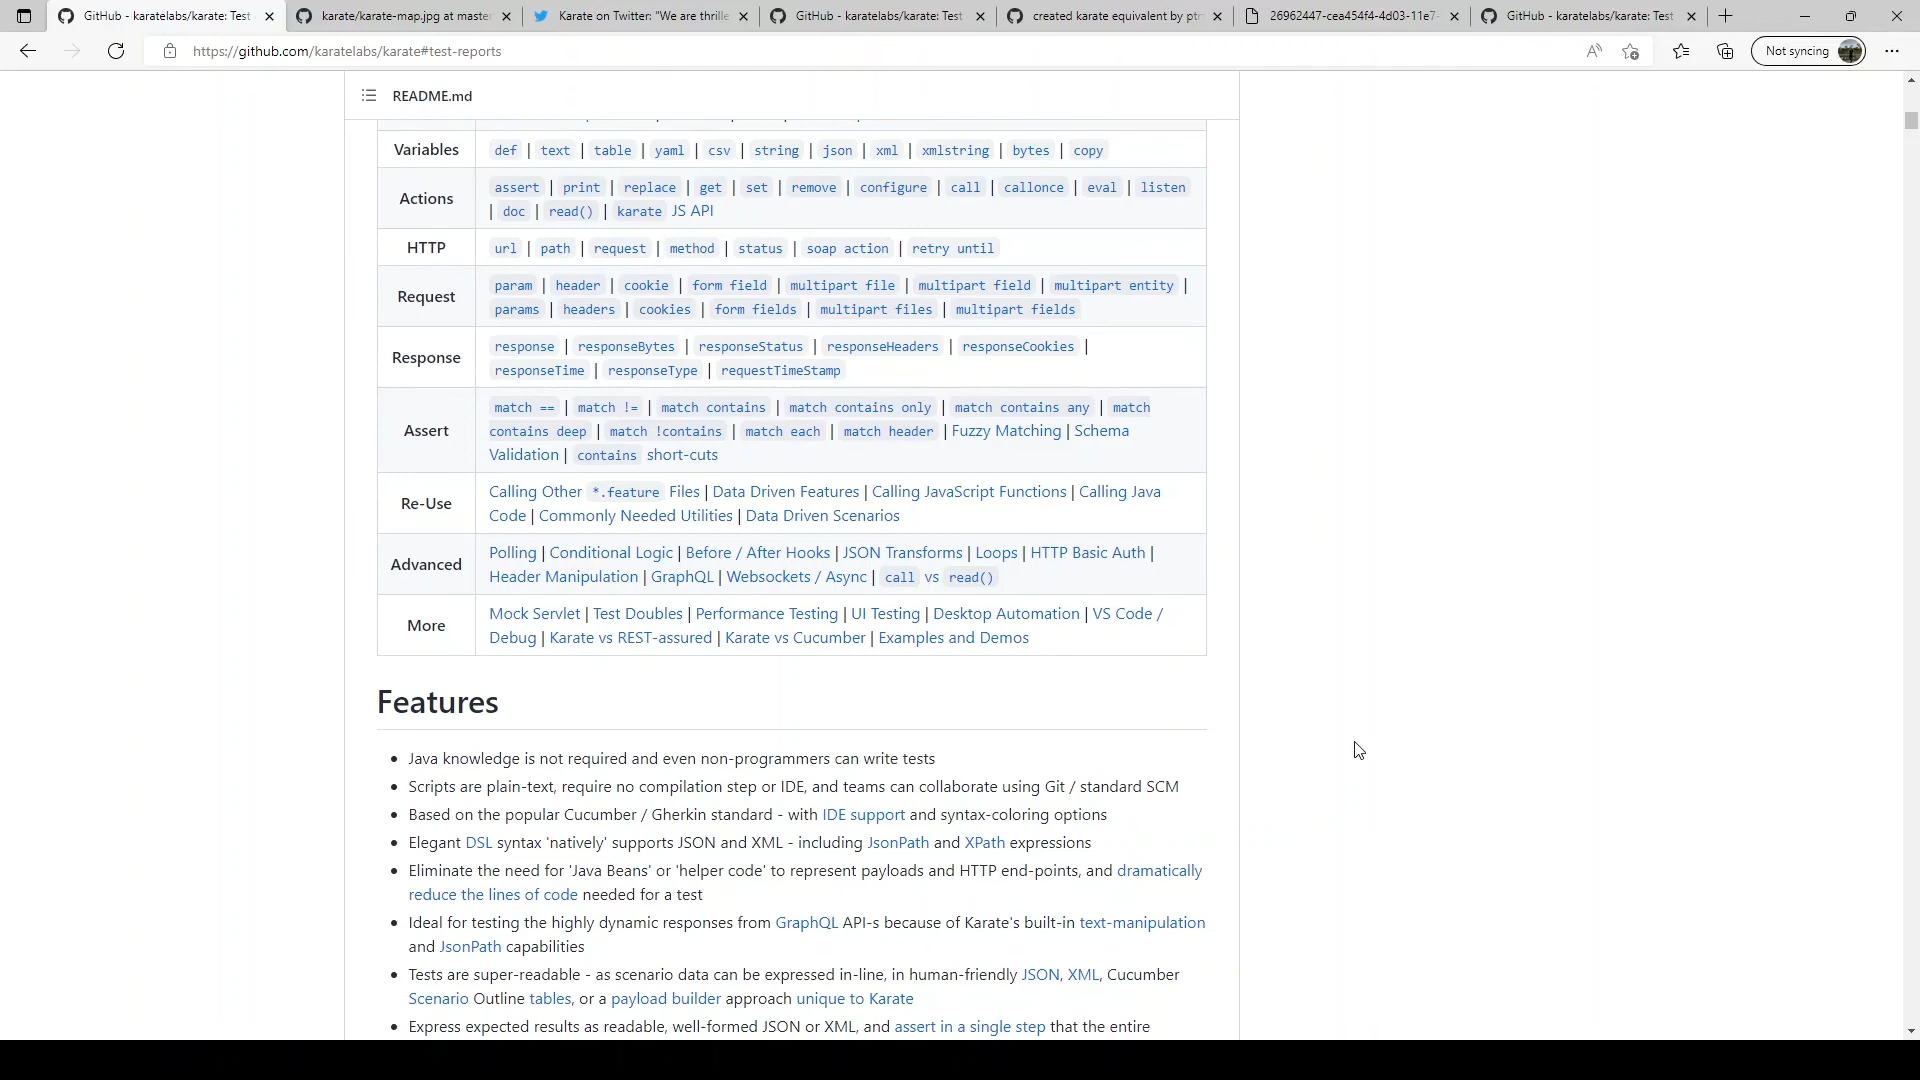 GitHub - karatelabs/karate: Test
karate/karate-map.jpg at master
Karate on Twitter: "We are thrille
GitHub - karatelabs/karate: Test
created karate equivalent by ptr
26962447-cea454f4-4d03-11e7-
GitHub - karatelabs/karate: Test
https://github.com/karatelabs/karate#test-reports
Not syncing
README.md
Variables
def | text | table | yaml | csv | string | json | xml | xmlstring | bytes | copy
Actions
assert | print | replace | get | set | remove | configure | call | callonce | eval | listen
| doc | read() | karate JS API
HTTP
url | path | request | method | status | soap action | retry until
Request
param | header | cookie | form field | multipart file | multipart field | multipart entity |
params | headers | cookies | form fields | multipart files | multipart fields
Response
response | responseBytes | responseStatus | responseHeaders | responseCookies |
responseTime | responseType | requestTimeStamp
Assert
match == | match != | match contains | match contains only | match contains any | match
contains deep | match !contains | match each | match header | Fuzzy Matching | Schema
Validation | contains short-cuts
Re-Use
Calling Other *.feature Files | Data Driven Features | Calling JavaScript Functions | Calling Java
Code | Commonly Needed Utilities | Data Driven Scenarios
Advanced
Polling | Conditional Logic | Before / After Hooks | JSON Transforms | Loops | HTTP Basic Auth |
Header Manipulation | GraphQL | Websockets / Async | call vs read()
More
Mock Servlet | Test Doubles | Performance Testing | UI Testing | Desktop Automation | VS Code /
Debug | Karate vs REST-assured | Karate vs Cucumber | Examples and Demos
Features
• Java knowledge is not required and even non-programmers can write tests
• Scripts are plain-text, require no compilation step or IDE, and teams can collaborate using Git / standard SCM
• Based on the popular Cucumber / Gherkin standard - with IDE support and syntax-coloring options
• Elegant DSL syntax 'natively' supports JSON and XML - including JsonPath and XPath expressions
• Eliminate the need for 'Java Beans' or 'helper code' to represent payloads and HTTP end-points, and dramatically
reduce the lines of code needed for a test
• Ideal for testing the highly dynamic responses from GraphQL API-s because of Karate's built-in text-manipulation
and JsonPath capabilities
• Tests are super-readable - as scenario data can be expressed in-line, in human-friendly JSON, XML, Cucumber
Scenario Outline tables, or a payload builder approach unique to Karate
• Express expected results as readable, well-formed JSON or XML, and assert in a single step that the entire